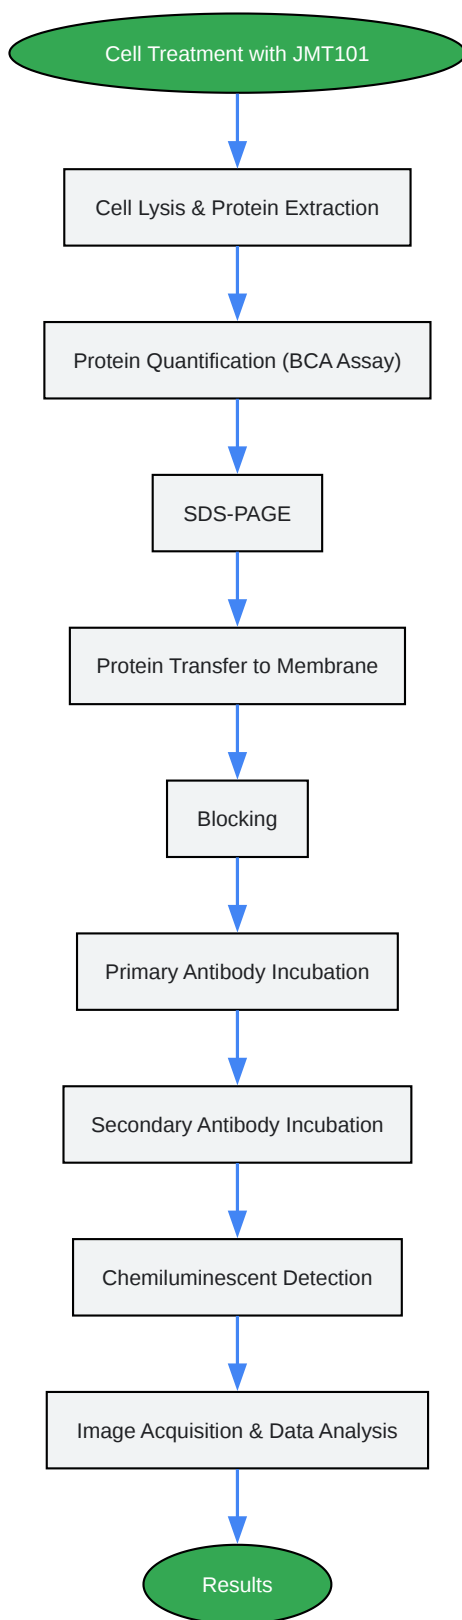 Cell Treatment with JMT101
Cell Lysis & Protein Extraction
Protein Quantification (BCA Assay)
SDS-PAGE
Protein Transfer to Membrane
Blocking
Primary Antibody Incubation
Secondary Antibody Incubation
Chemiluminescent Detection
Image Acquisition & Data Analysis
Results